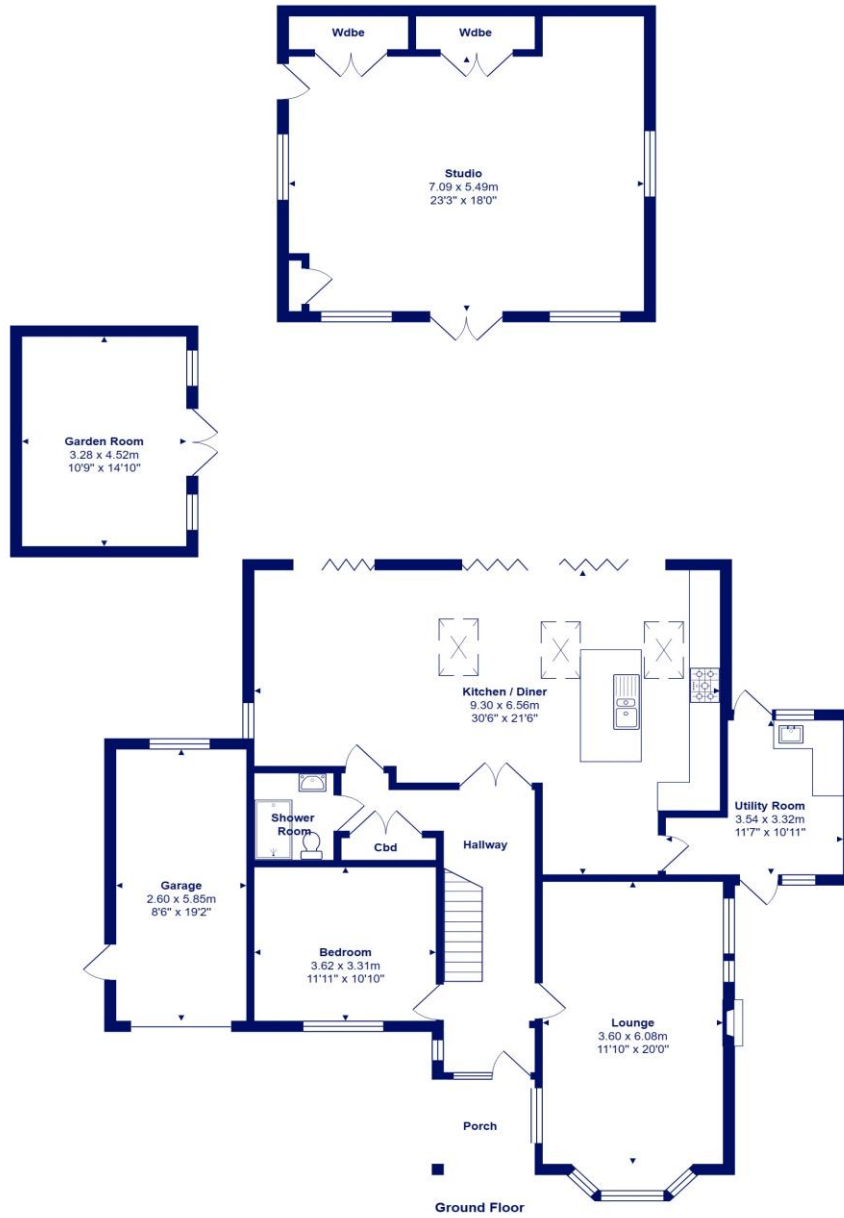 Wdbe
Wdbe
Studio
7.09 x 5.49m
23'3" x 18'0"
Garden Room
3.28 x 4.52m
10'9" x 14'10"
Kitchen / Diner
9.30 x 6.56m
30'6" x 21'6"
Utility Room
3.54 x 3.32m
11'7" x 10'11"
Shower
Room
Cbd
Hallway
Garage
2.60 x 5.85m
8'6" x 19'2"
Bedroom
3.62 x 3.31m
11'11" x 10'10"
Lounge
3.60 x 6.08m
11'10" x 20'0"
Porch
Ground Floor